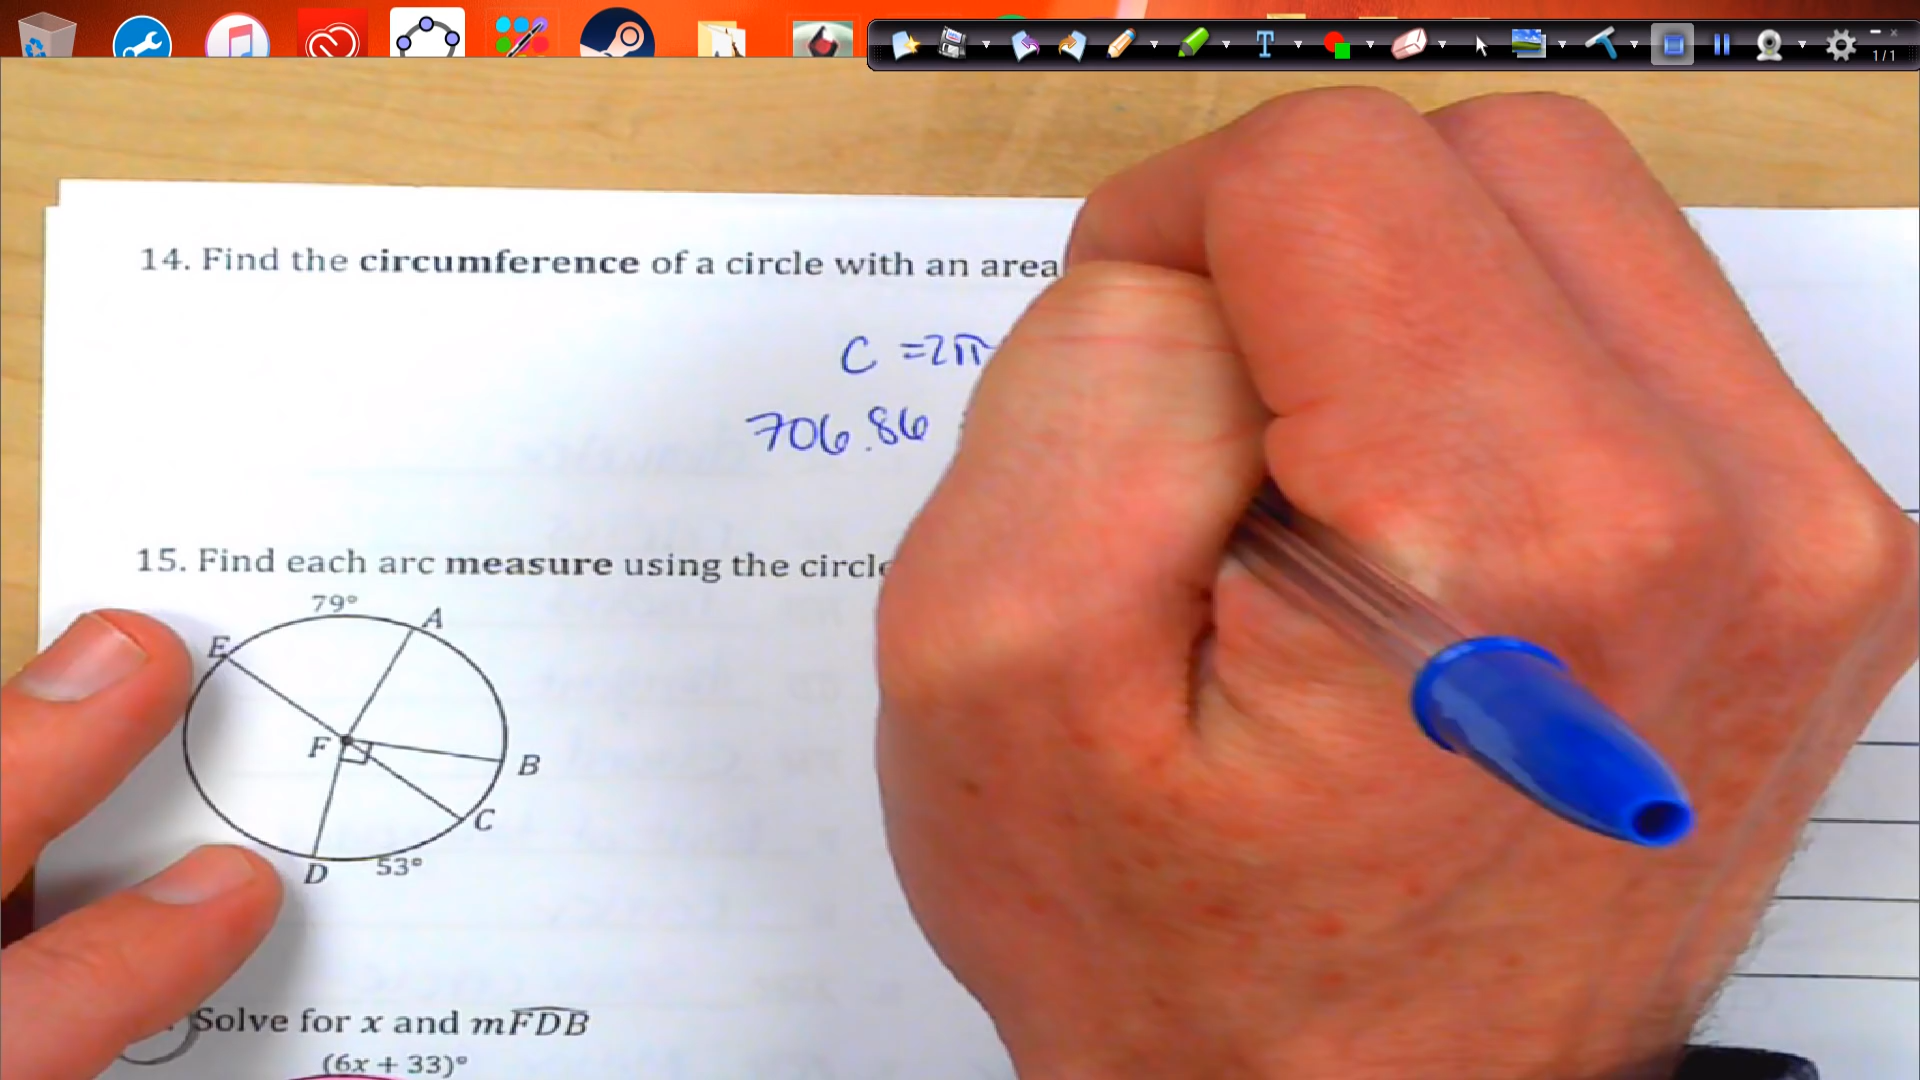 1/1
14. Find the circumference of a circle with an area
C = 2π
706.86
15. Find each arc measure using the circle
79°
A
E
F
B
C
D
53°
Solve for x and mFDB
(6x + 33)°